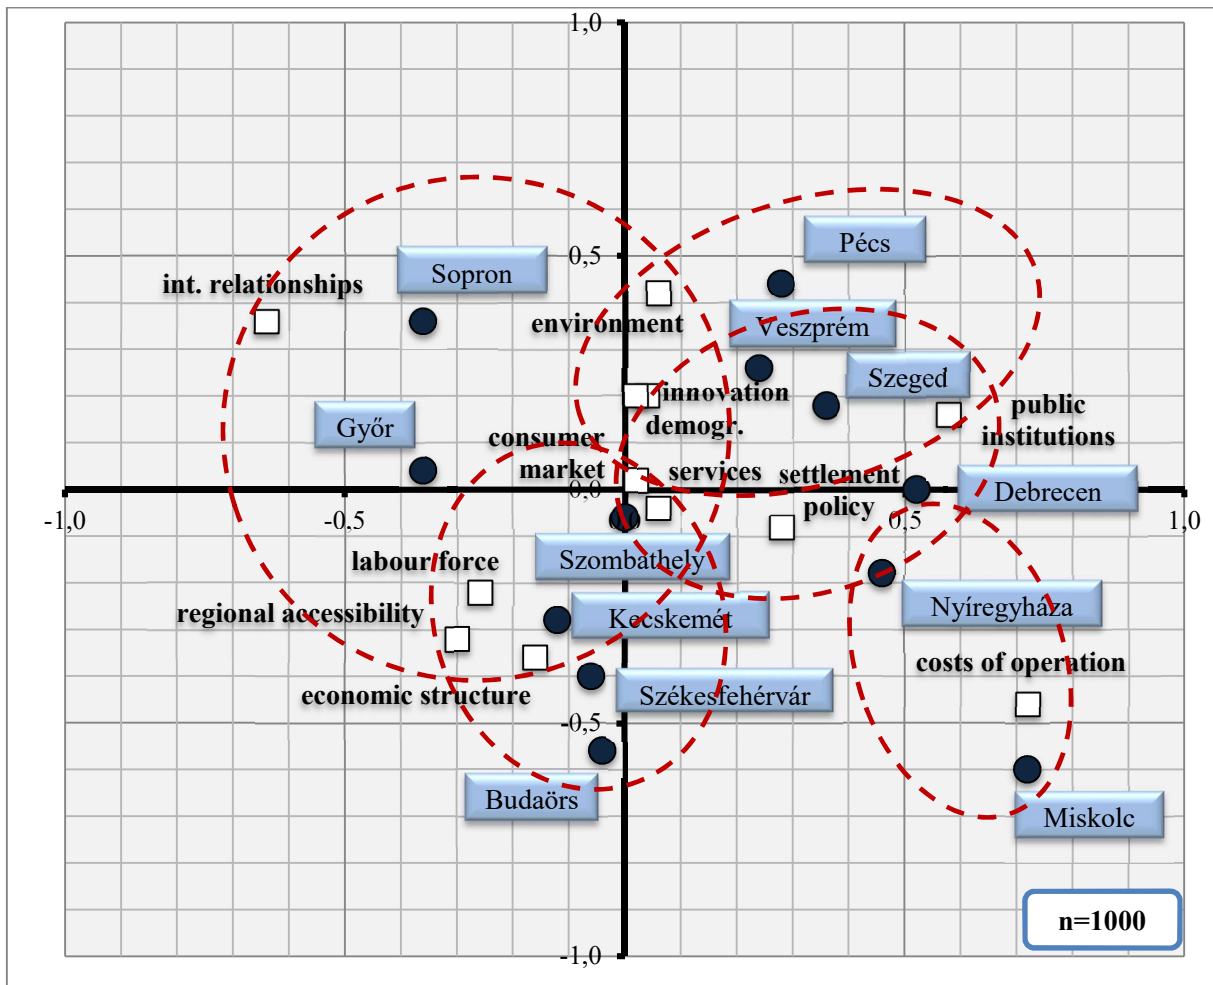 1,0
Pécs
0,5
Sopron
int. relationships
environment
Veszprém
Szeged
innovation
demogr.
public
institutions
Győr
consumer
market
services
settlement
policy
0,0
Debrecen
-1,0
-0,5
0,5
1,0
labour force
Szombathely
regional accessibility
Kecskemét
Nyíregyháza
costs of operation
economic structure
Székesfehérvár
-0,5
Budaörs
Miskolc
n=1000
-1,0